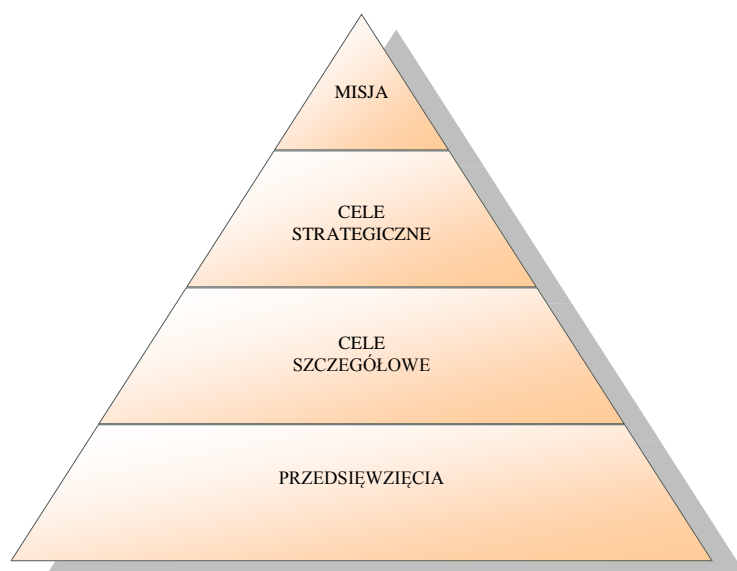 MISJA
CELE
STRATEGICZNE
CELE
SZCZEGÓŁOWE
PRZEDSIĘWZIĘCIA